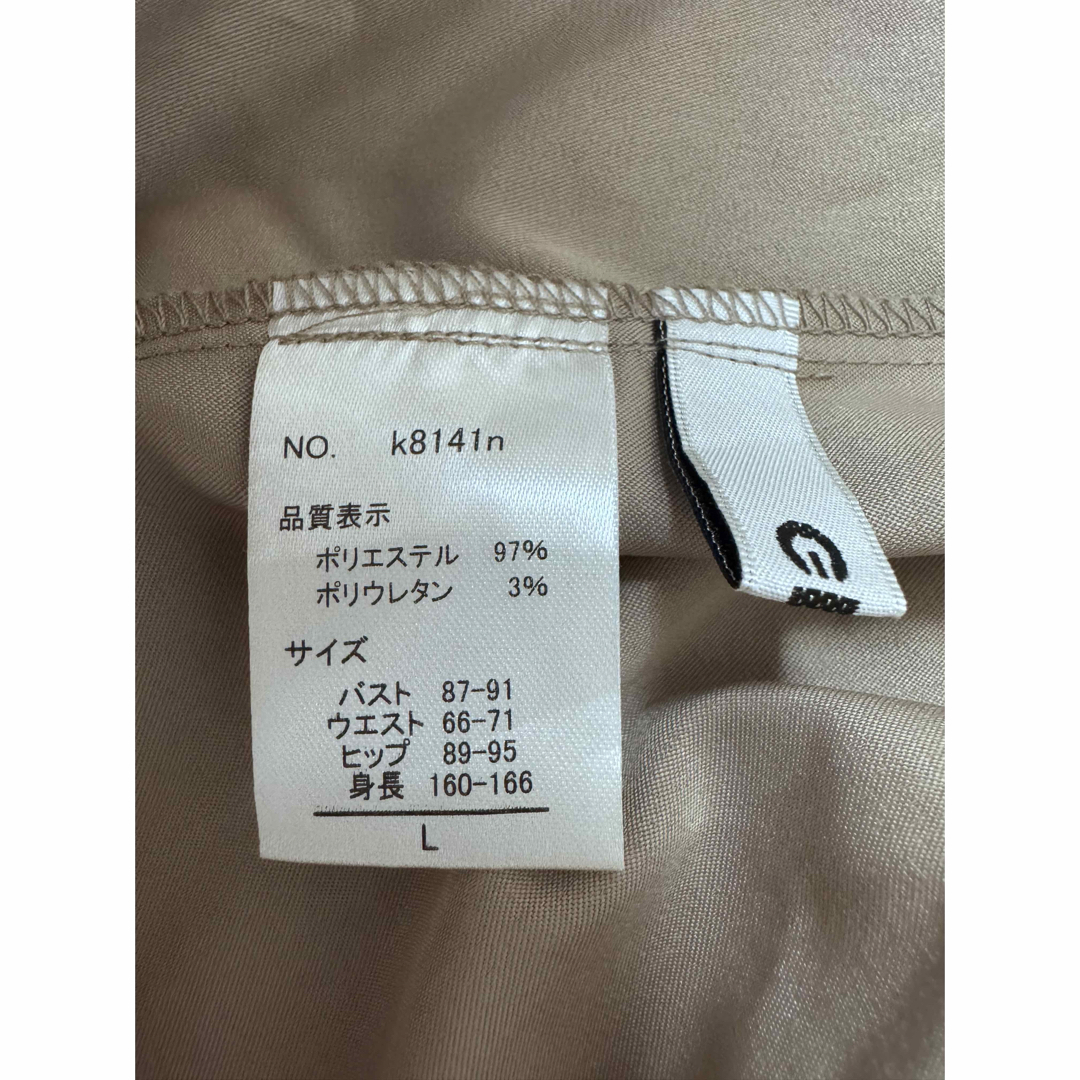 NO. k8141n
品質表示
ポリエステル 97%
ポリウレタン 3%
サイズ
バスト 87-91
ウエスト 66-71
ヒップ 89-95
身長 160-166
L